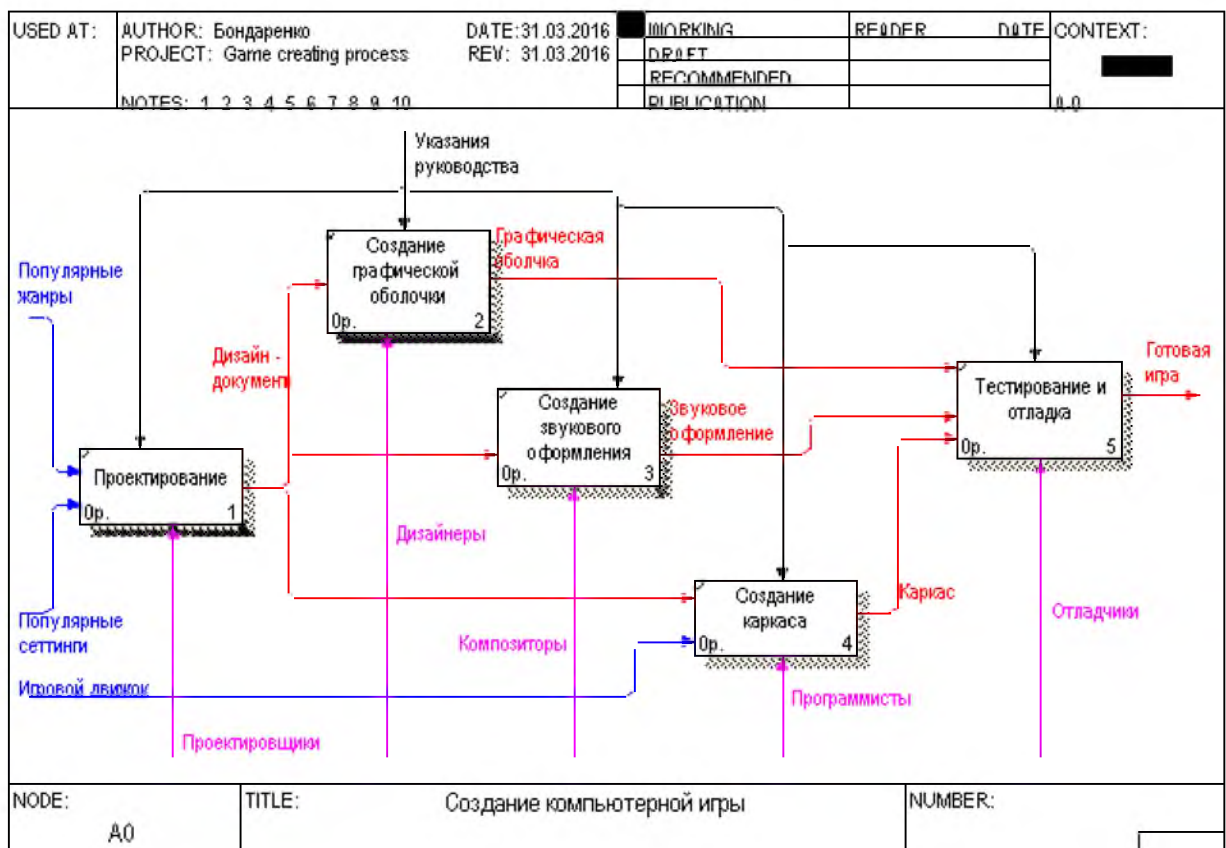 USED AT:
AUTHOR: Бондаренко
DATE:31.03.2016
PROJECT: Game creating process
REV: 31.03.2016
NOTES: 1 2 3 4 5 6 7 8 9 10
WORKING
DRAFT
RECOMMENDED
PUBLICATION
READER
DATE
CONTEXT:
A-0
Указания
руководства
Создание
графической
оболочки
0р.
2
Графическая
оболчка
Популярные
жанры
Дизайн -
документ
Готовая
игра
Тестирование и
отладка
0р.
5
Создание
звукового
оформления
0р.
3
Звуковое
оформление
Проектирование
0р.
1
Дизайнеры
Создание
каркаса
0р.
4
Каркас
Отладчики
Популярные
сеттинги
Композиторы
Игровой движок
Программисты
Проектировщики
NODE:
A0
TITLE:
Создание компьютерной игры
NUMBER: